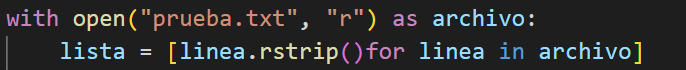 with open("prueba.txt", "r") as archivo:
    lista = [linea.rstrip()for linea in archivo]